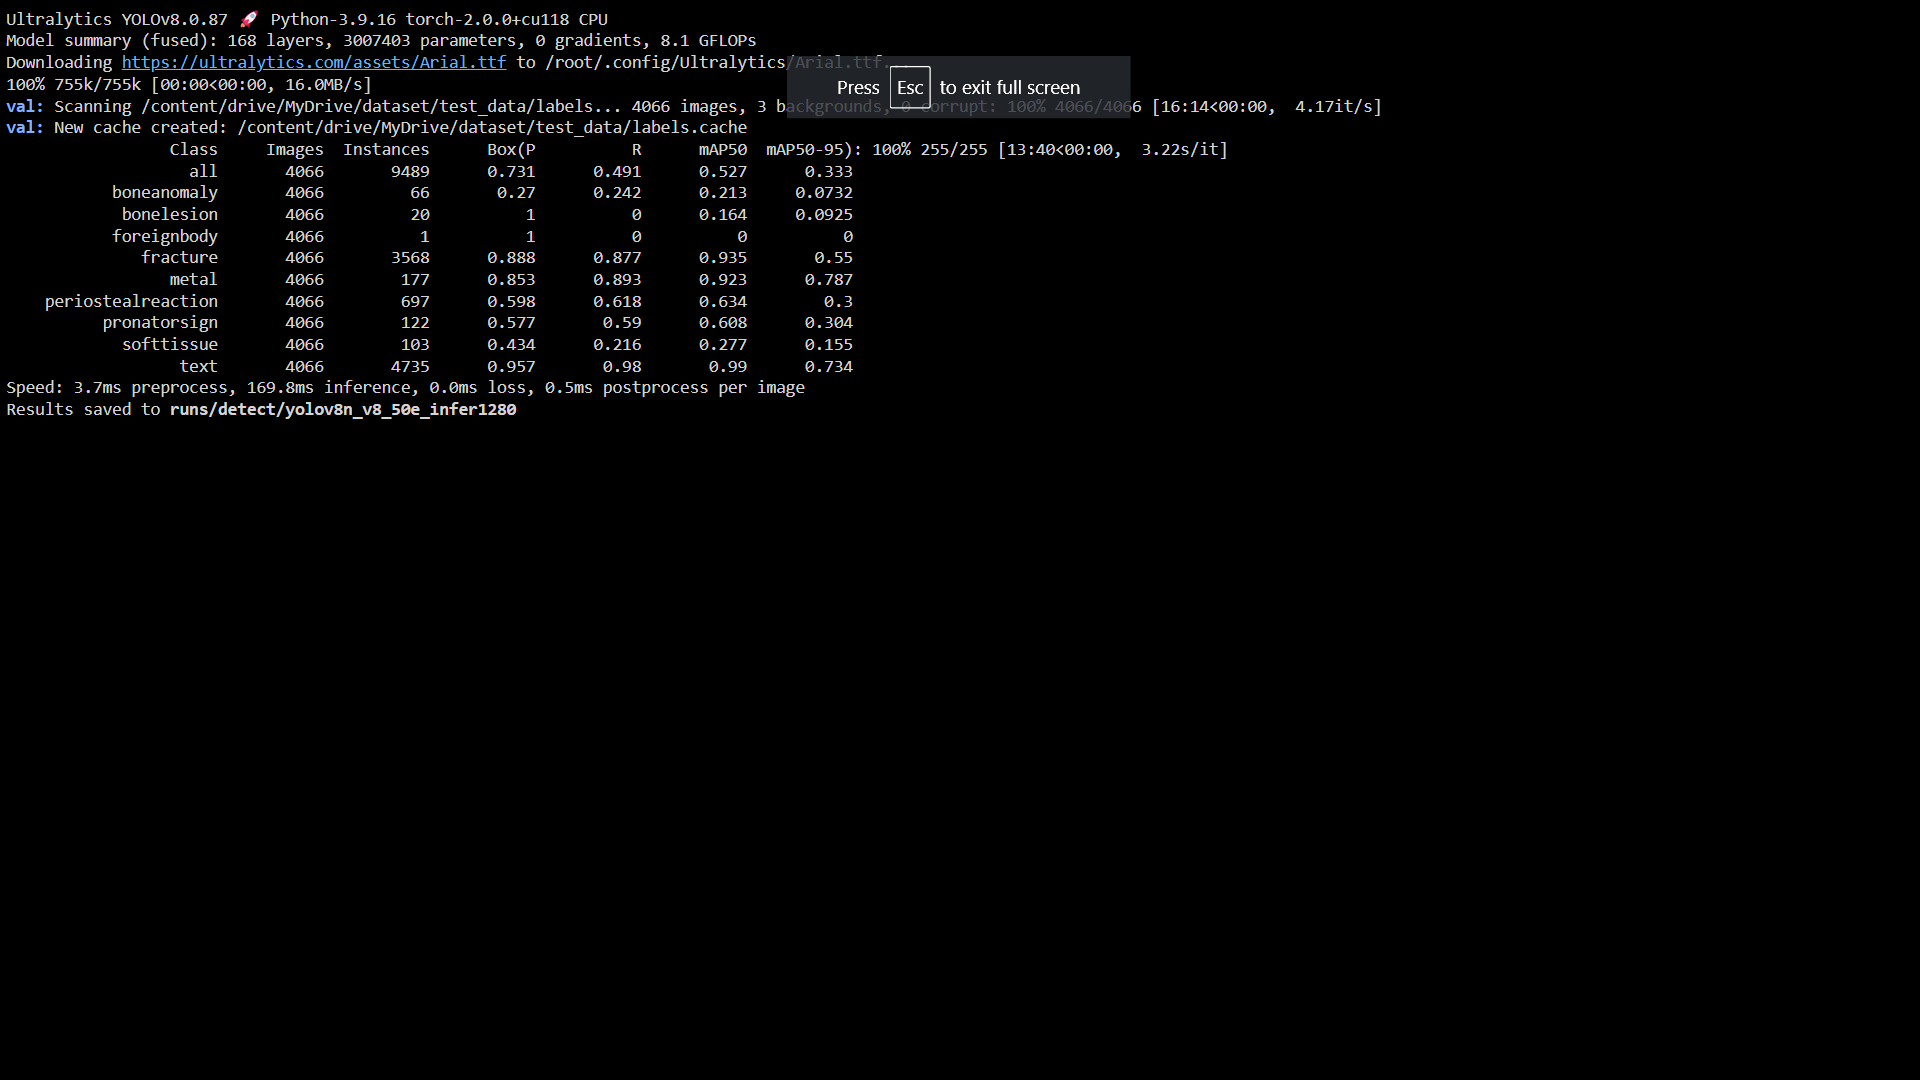 Ultralytics YOLOv8.0.87 🚀 Python-3.9.16 torch-2.0.0+cu118 CPU
Model summary (fused): 168 layers, 3007403 parameters, 0 gradients, 8.1 GFLOPs
Downloading https://ultralytics.com/assets/Arial.ttf to /root/.config/Ultralytics/Arial.ttf...
Press Esc to exit full screen
100% 755k/755k [00:00<00:00, 16.0MB/s]
val: Scanning /content/drive/MyDrive/dataset/test_data/labels... 4066 images, 3 backgrounds, 0 corrupt: 100% 4066/4066 [16:14<00:00, 4.17it/s]
val: New cache created: /content/drive/MyDrive/dataset/test_data/labels.cache
Class Images Instances Box(P R mAP50 mAP50-95): 100% 255/255 [13:40<00:00, 3.22s/it]
all 4066 9489 0.731 0.491 0.527 0.333
boneanomaly 4066 66 0.27 0.242 0.213 0.0732
bonelesion 4066 20 1 0 0.164 0.0925
foreignbody 4066 1 1 0 0 0
fracture 4066 3568 0.888 0.877 0.935 0.55
metal 4066 177 0.853 0.893 0.923 0.787
periostealreaction 4066 697 0.598 0.618 0.634 0.3
pronatorsign 4066 122 0.577 0.59 0.608 0.304
softtissue 4066 103 0.434 0.216 0.277 0.155
text 4066 4735 0.957 0.98 0.99 0.734
Speed: 3.7ms preprocess, 169.8ms inference, 0.0ms loss, 0.5ms postprocess per image
Results saved to runs/detect/yolov8n_v8_50e_infer1280